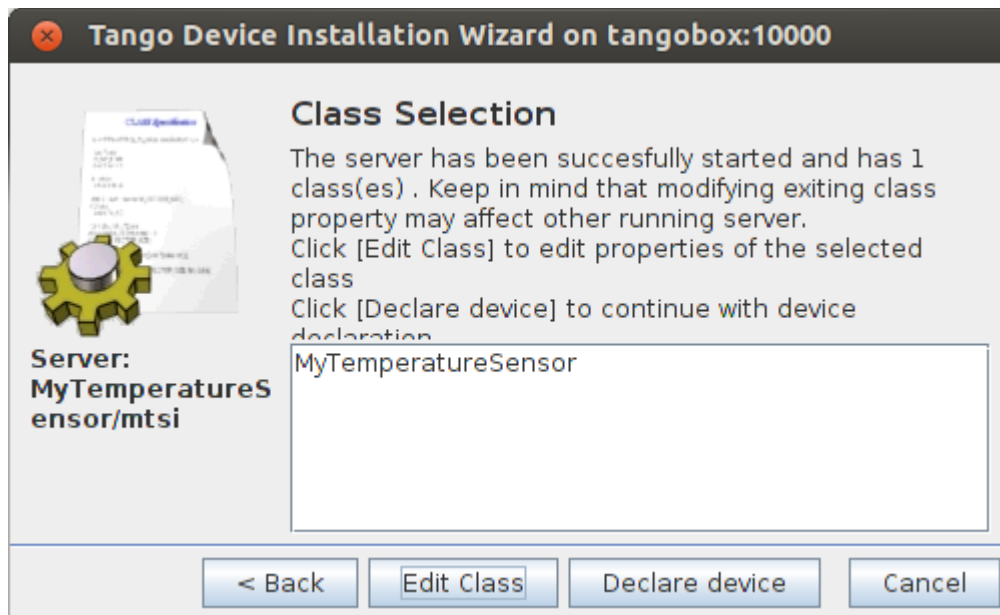 Tango Device Installation Wizard on tangobox:10000
Class Selection
The server has been succesfully started and has 1
class(es) . Keep in mind that modifying exiting class
property may affect other running server.
Click [Edit Class] to edit properties of the selected
class
Click [Declare device] to continue with device
declaration
CLASS Specification
Server:
MyTemperatureS
ensor/mtsi
MyTemperatureSensor
< Back
Edit Class
Declare device
Cancel